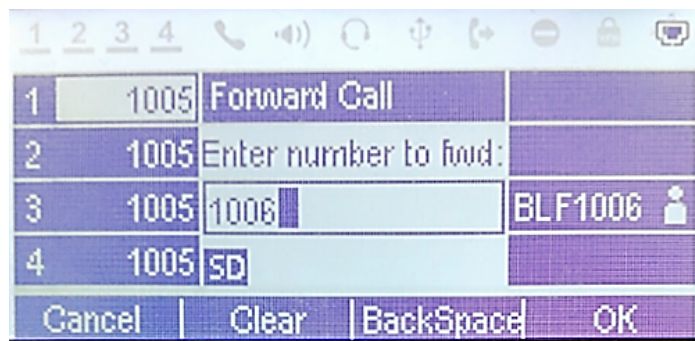 1 2 3 4
1 1005 Forward Call
2 1005 Enter number to fwd:
3 1005 1006 BLF1006
4 1005 SD
Cancel Clear BackSpace OK